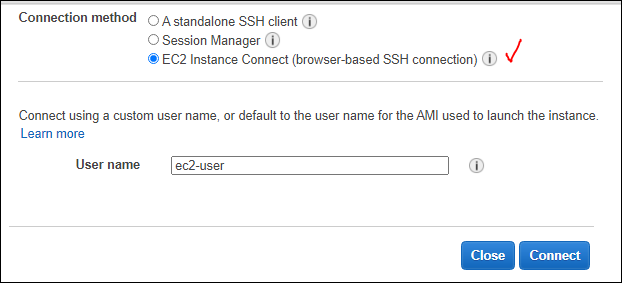 Connection method
A standalone SSH client
Session Manager
EC2 Instance Connect (browser-based SSH connection)
Connect using a custom user name, or default to the user name for the AMI used to launch the instance.
Learn more
User name ec2-user
Close Connect